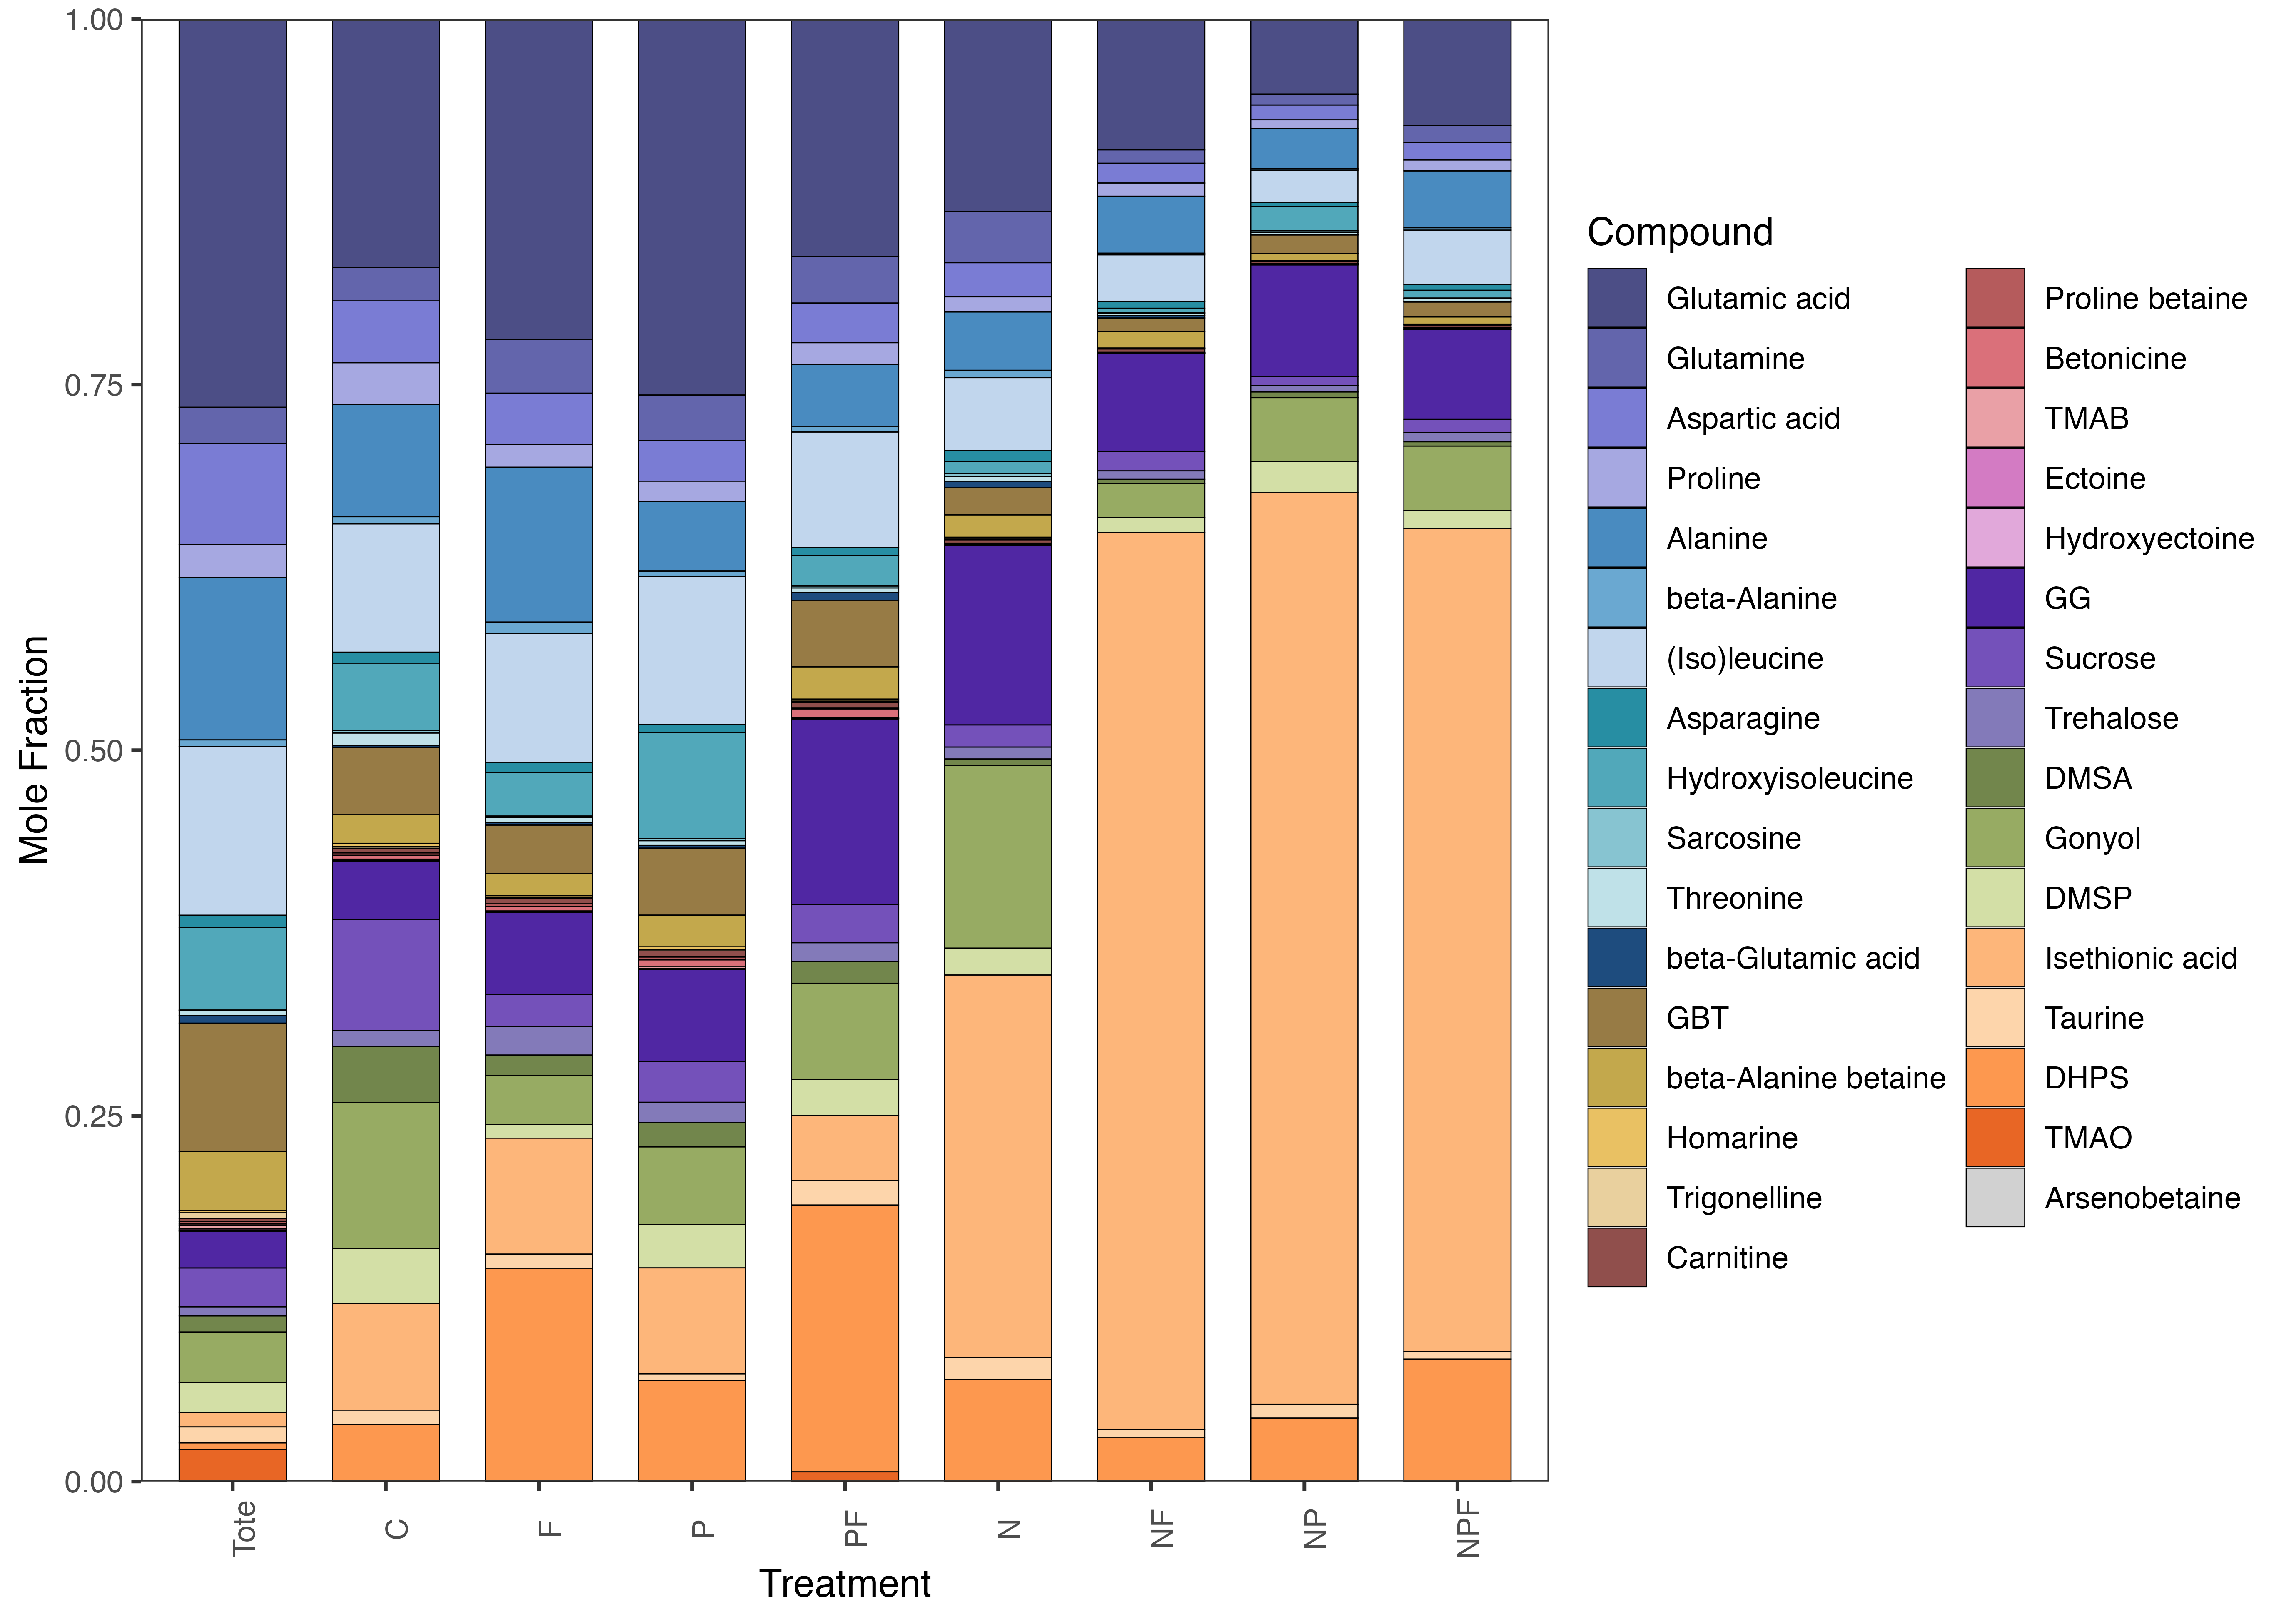 Mole Fraction
1.00
0.75
0.50
0.25
0.00
Tote
C
F
P
PF
N
NF
NP
NPF
Treatment
Compound
Glutamic acid
Glutamine
Aspartic acid
Proline
Alanine
beta-Alanine
(Iso)leucine
Asparagine
Hydroxyisoleucine
Sarcosine
Threonine
beta-Glutamic acid
GBT
beta-Alanine betaine
Homarine
Trigonelline
Carnitine
Proline betaine
Betonicine
TMAB
Ectoine
Hydroxyectoine
GG
Sucrose
Trehalose
DMSA
Gonyol
DMSP
Isethionic acid
Taurine
DHPS
TMAO
Arsenobetaine